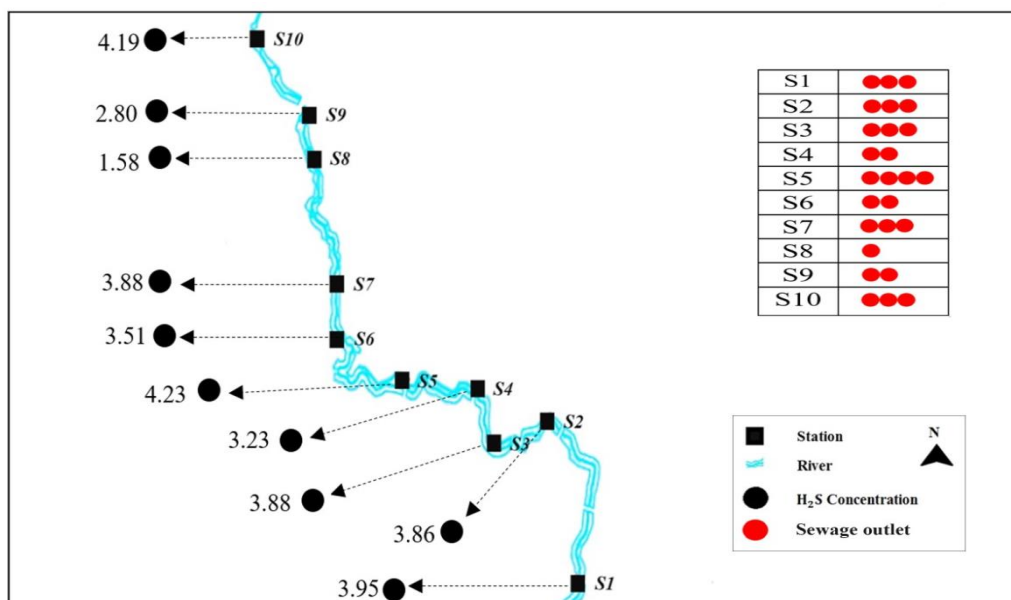 4.19
S10
2.80
S9
1.58
S8
3.88
S7
3.51
S6
4.23
S5
S4
3.23
S2
S3
3.88
3.86
3.95
S1
S1
S2
S3
S4
S5
S6
S7
S8
S9
S10
Station
N
River
H₂S Concentration
Sewage outlet